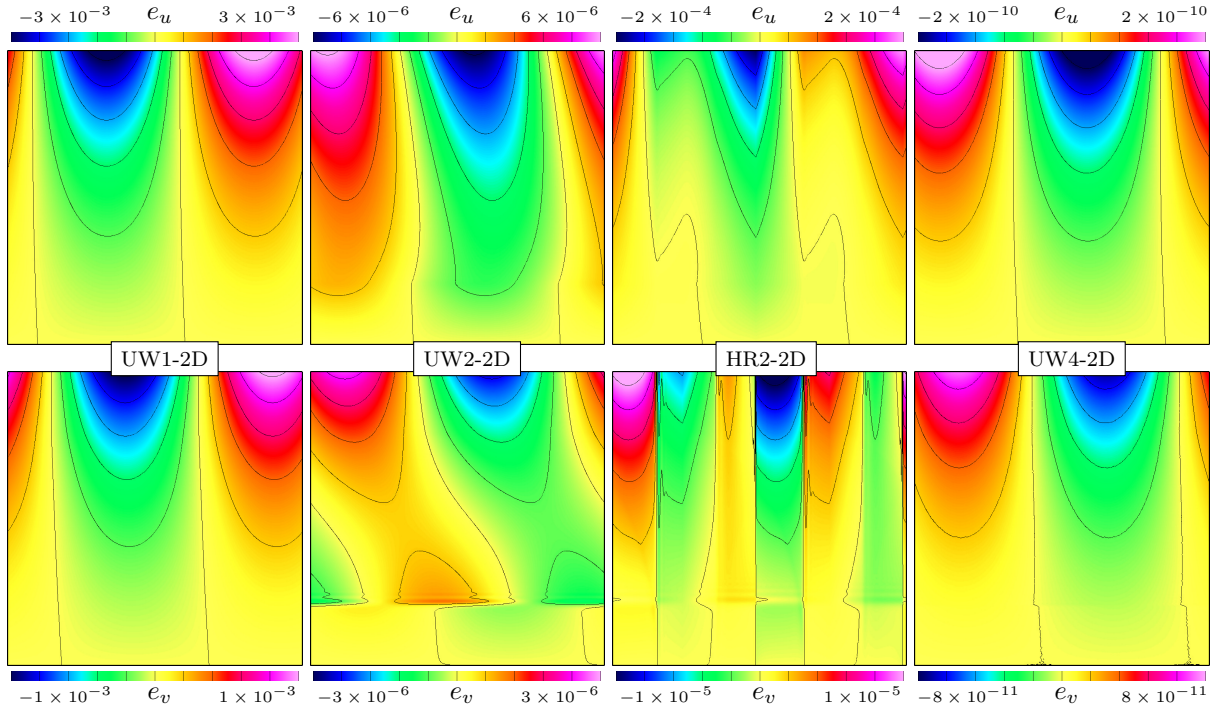 −3 × 10⁻³ e_u 3 × 10⁻³
−6 × 10⁻⁶ e_u 6 × 10⁻⁶
−2 × 10⁻⁴ e_u 2 × 10⁻⁴
−2 × 10⁻¹⁰ e_u 2 × 10⁻¹⁰
UW1-2D
UW2-2D
HR2-2D
UW4-2D
−1 × 10⁻³ e_v 1 × 10⁻³
−3 × 10⁻⁶ e_v 3 × 10⁻⁶
−1 × 10⁻⁵ e_v 1 × 10⁻⁵
−8 × 10⁻¹¹ e_v 8 × 10⁻¹¹